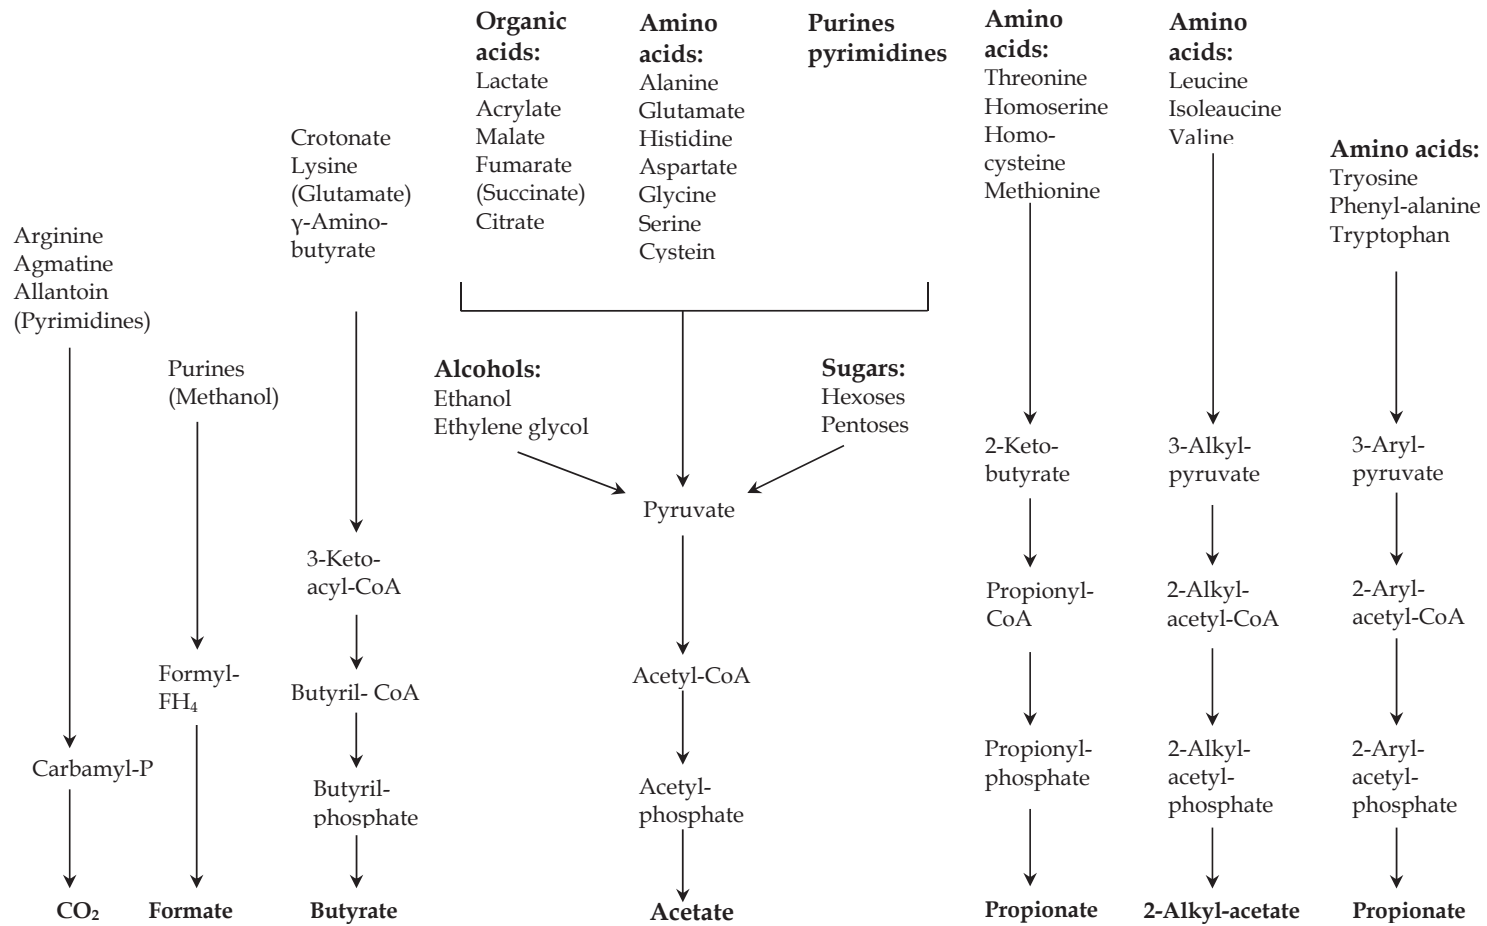 Organic
acids:
Lactate
Acrylate
Malate
Fumarate
(Succinate)
Citrate
Amino
acids:
Alanine
Glutamate
Histidine
Aspartate
Glycine
Serine
Cystein
Purines
pyrimidines
Amino
acids:
Threonine
Homoserine
Homo-
cysteine
Methionine
Amino
acids:
Leucine
Isoleucine
Valine
Amino acids:
Tryosine
Phenyl-alanine
Tryptophan
Crotonate
Lysine
(Glutamate)
γ-Amino-
butyrate
Arginine
Agmatine
Allantoin
(Pyrimidines)
Purines
(Methanol)
Alcohols:
Ethanol
Ethylene glycol
Sugars:
Hexoses
Pentoses
Pyruvate
2-Keto-
butyrate
3-Alkyl-
pyruvate
3-Aryl-
pyruvate
3-Keto-
acyl-CoA
Propionyl-
CoA
2-Alkyl-
acetyl-CoA
2-Aryl-
acetyl-CoA
Formyl-
FH₄
Butyril- CoA
Acetyl-CoA
Carbamyl-P
Butyril-
phosphate
Acetyl-
phosphate
Propionyl-
phosphate
2-Alkyl-
acetyl-
phosphate
2-Aryl-
acetyl-
phosphate
CO₂
Formate
Butyrate
Acetate
Propionate
2-Alkyl-acetate
Propionate